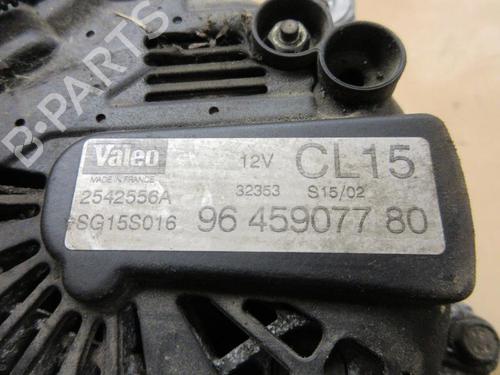 B-PARTS
Valeo 12V CL15
MADE IN FRANCE
2542556A 32353 S15/02
SG15S016 96 459077 80